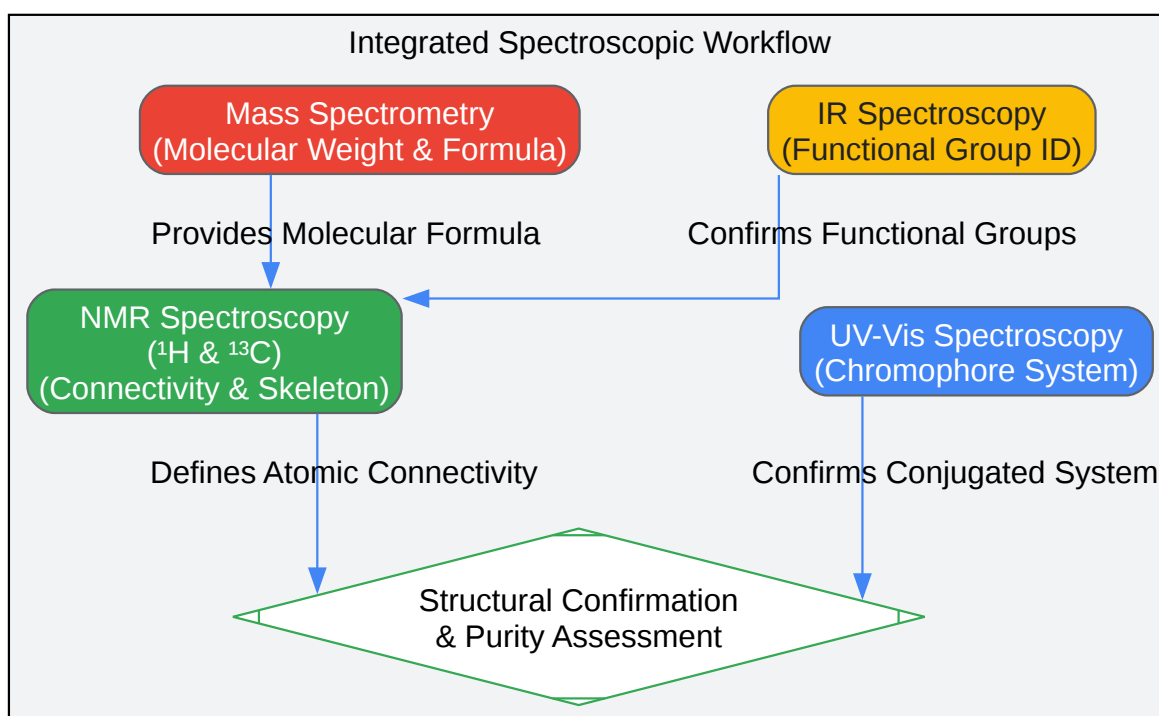 Integrated Spectroscopic Workflow
Mass Spectrometry
(Molecular Weight & Formula)
IR Spectroscopy
(Functional Group ID)
Provides Molecular Formula
Confirms Functional Groups
NMR Spectroscopy
(¹H & ¹³C)
(Connectivity & Skeleton)
UV-Vis Spectroscopy
(Chromophore System)
Defines Atomic Connectivity
Confirms Conjugated System
Structural Confirmation
& Purity Assessment